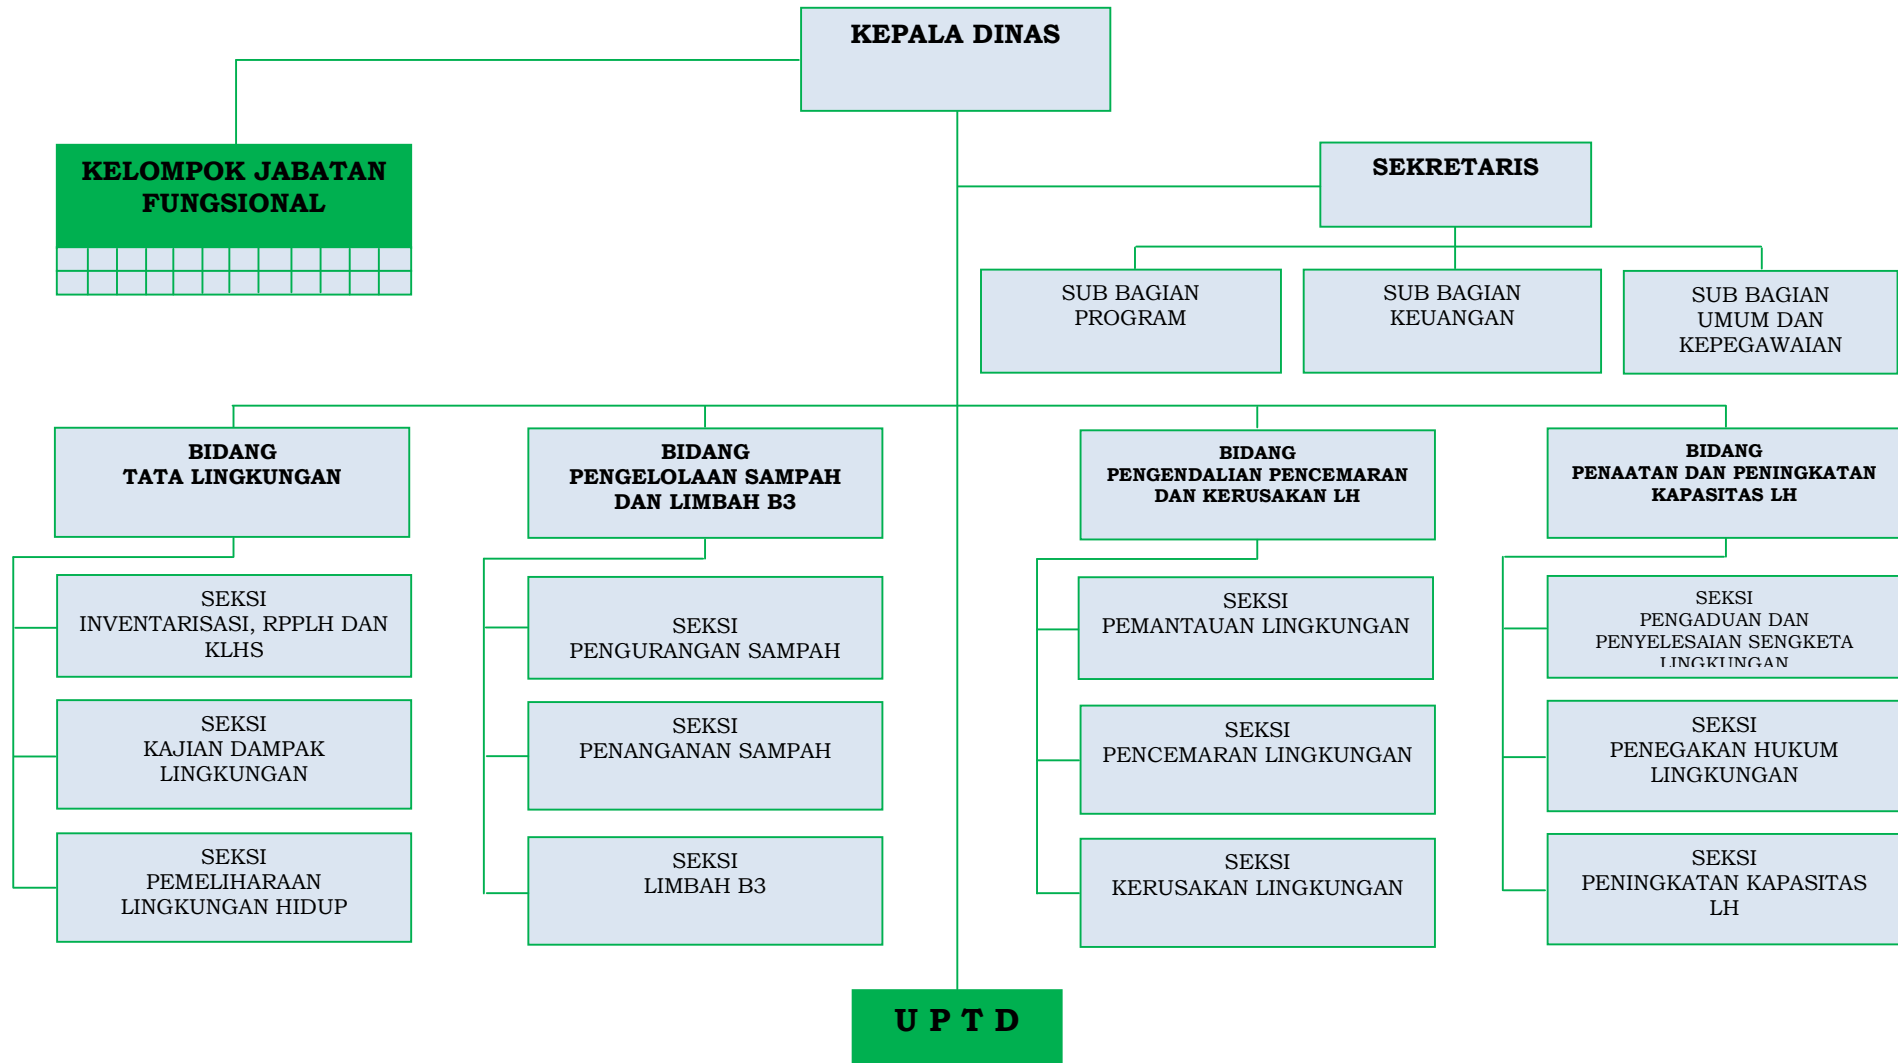 KEPALA DINAS
KELOMPOK JABATAN
FUNGSIONAL
SEKRETARIS
SUB BAGIAN
PROGRAM
SUB BAGIAN
KEUANGAN
SUB BAGIAN
UMUM DAN
KEPEGAWAIAN
BIDANG
TATA LINGKUNGAN
BIDANG
PENGELOLAAN SAMPAH
DAN LIMBAH B3
BIDANG
PENGENDALIAN PENCEMARAN
DAN KERUSAKAN LH
BIDANG
PENAATAN DAN PENINGKATAN
KAPASITAS LH
SEKSI
INVENTARISASI, RPPLH DAN
KLHS
SEKSI
PENGURANGAN SAMPAH
SEKSI
PEMANTAUAN LINGKUNGAN
SEKSI
PENGADUAN DAN
PENYELESAIAN SENGKETA
LINGKUNGAN
SEKSI
KAJIAN DAMPAK
LINGKUNGAN
SEKSI
PENANGANAN SAMPAH
SEKSI
PENCEMARAN LINGKUNGAN
SEKSI
PENEGAKAN HUKUM
LINGKUNGAN
SEKSI
PEMELIHARAAN
LINGKUNGAN HIDUP
SEKSI
LIMBAH B3
SEKSI
KERUSAKAN LINGKUNGAN
SEKSI
PENINGKATAN KAPASITAS
LH
U P T D